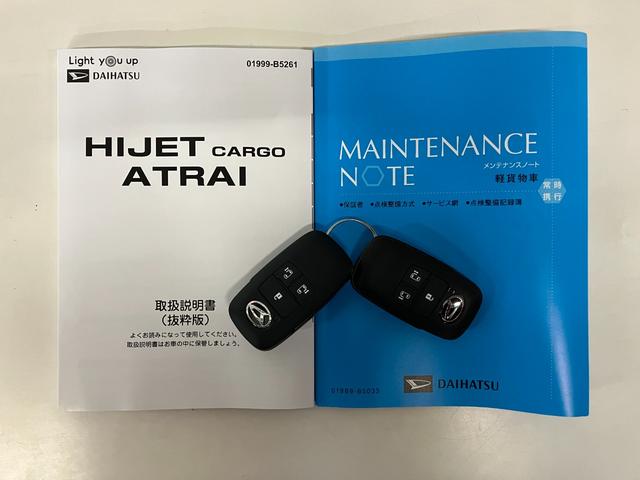 Light you up
DAIHATSU
01999-B5261
HIJET CARGO
ATRAI
取扱説明書
（抜粋版）
よくお読みになって使用してください。
取扱説明書はお車の中に保管しましょう。
MAINTENANCE
NOTE
メンテナンスノート
軽貨物車
常時
携行
●保証書 ●点検整備方式 ●サービス網 ●点検整備記録簿
01999-B5033
DAIHATSU